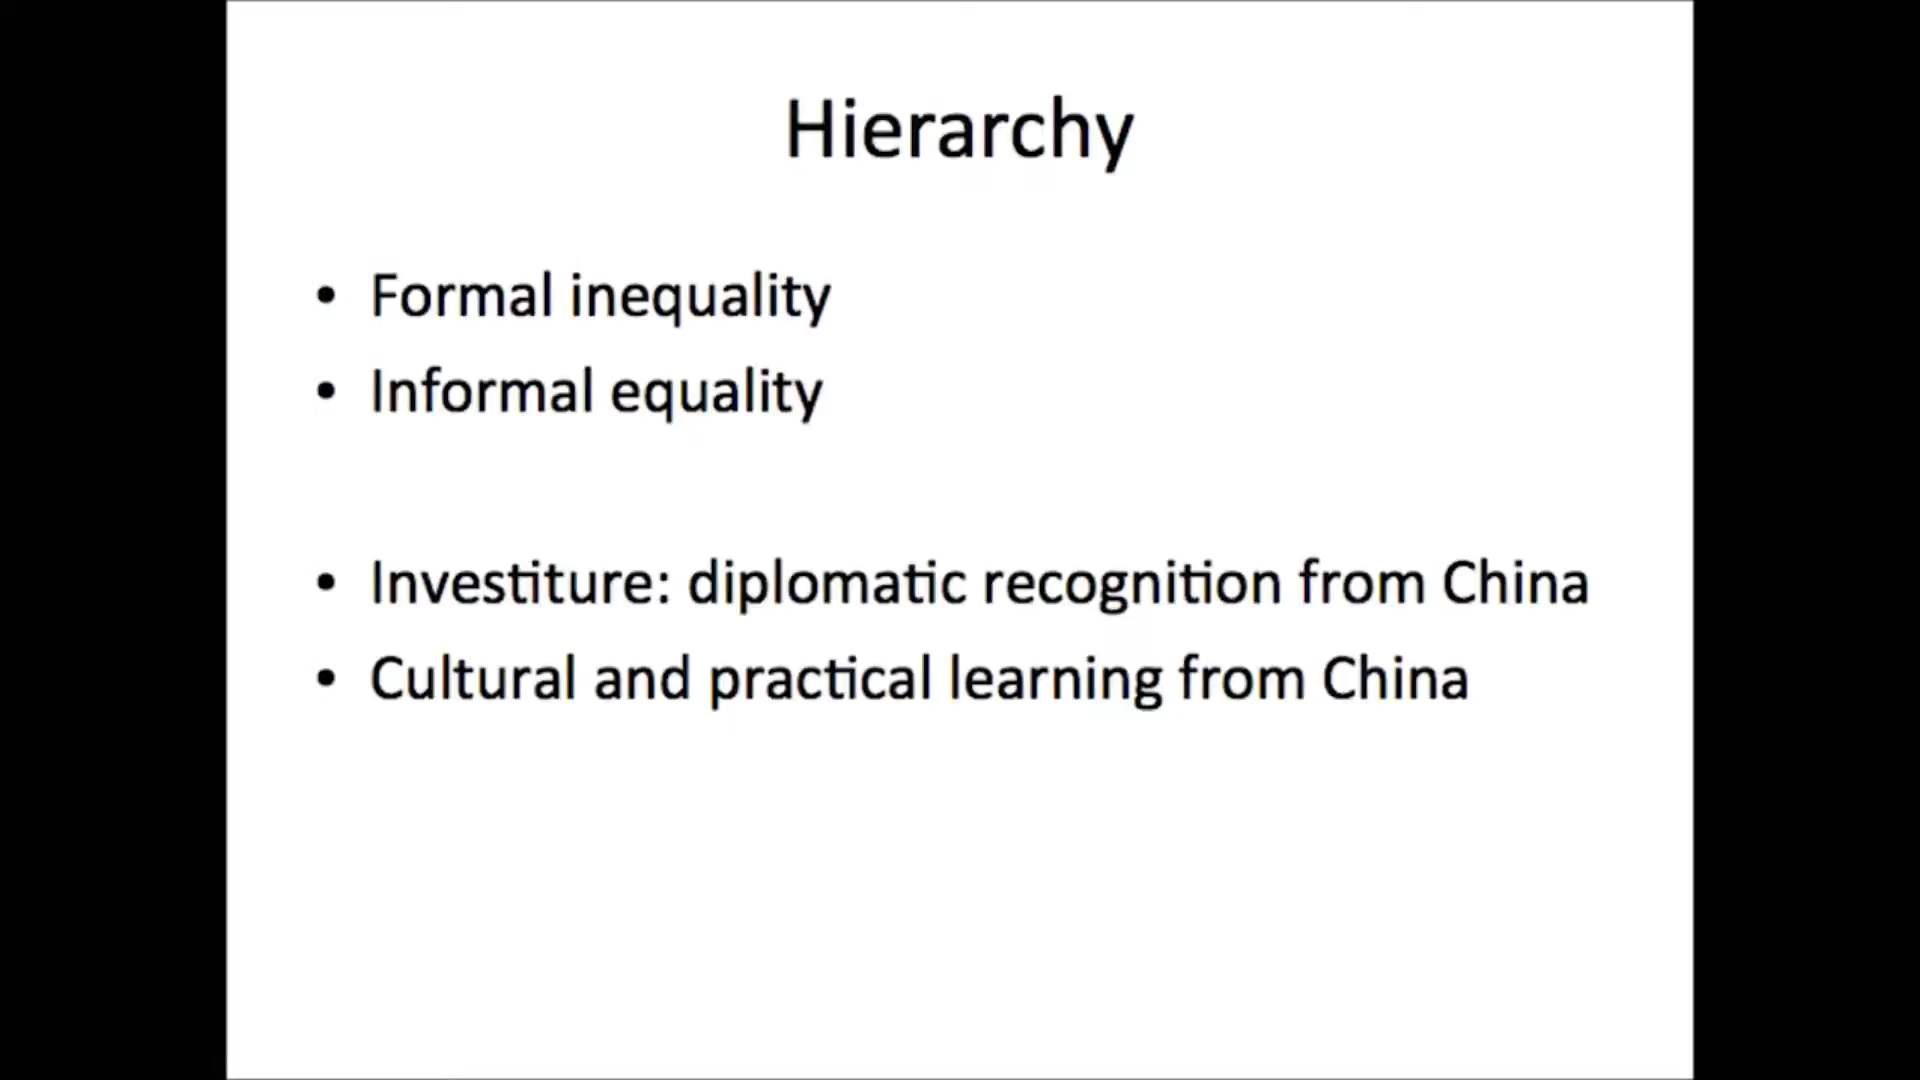 Hierarchy
• Formal inequality
• Informal equality
• Investiture: diplomatic recognition from China
• Cultural and practical learning from China